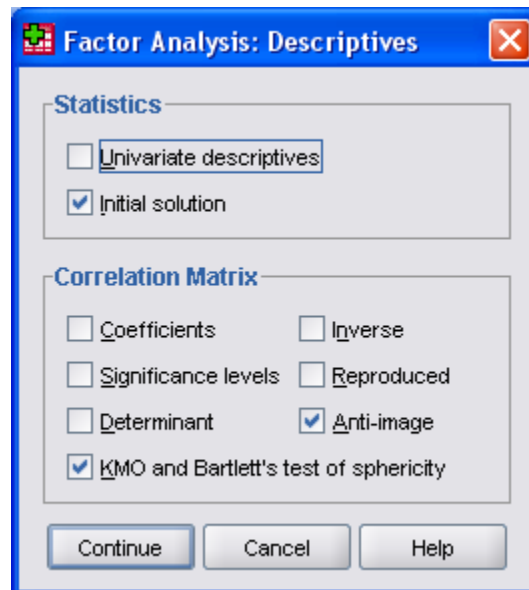 Factor Analysis: Descriptives
Statistics
Univariate descriptives
Initial solution
Correlation Matrix
Coefficients Inverse
Significance levels Reproduced
Determinant Anti-image
KMO and Bartlett's test of sphericity
Continue Cancel Help